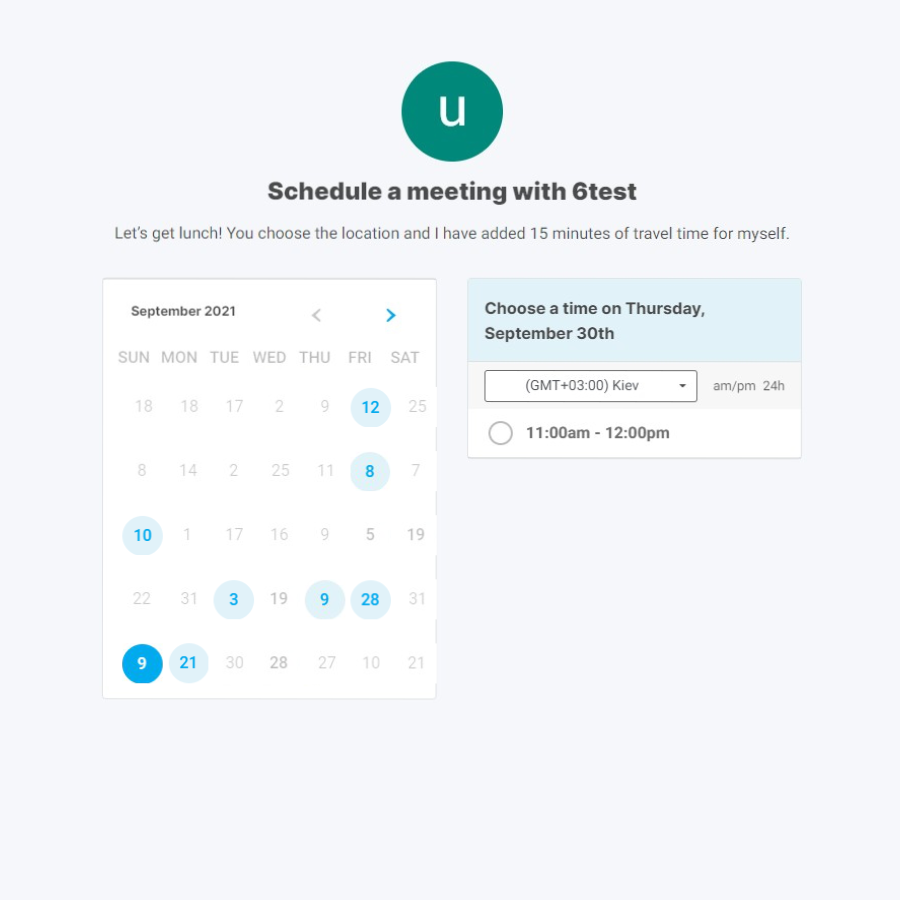 u
Schedule a meeting with 6test
Let's get lunch! You choose the location and I have added 15 minutes of travel time for myself.
September 2021
SUN MON TUE WED THU FRI SAT
18 18 17 2 9 12 25
8 14 2 25 11 8 7
10 1 17 16 9 5 19
22 31 3 19 9 28 31
9 21 30 28 27 10 21
Choose a time on Thursday,
September 30th
(GMT+03:00) Kiev am/pm 24h
11:00am - 12:00pm